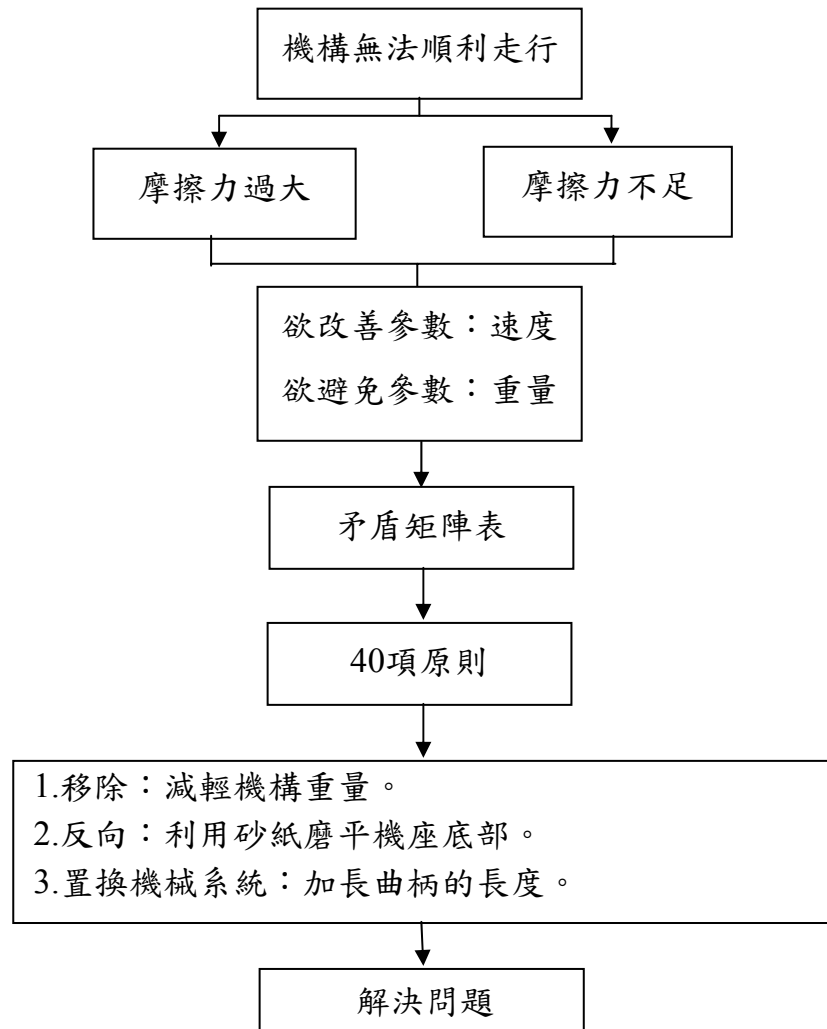 機構無法順利走行
摩擦力過大
摩擦力不足
欲改善參數：速度
欲避免參數：重量
矛盾矩陣表
40項原則
1.移除：減輕機構重量。
2.反向：利用砂紙磨平機座底部。
3.置換機械系統：加長曲柄的長度。
解決問題